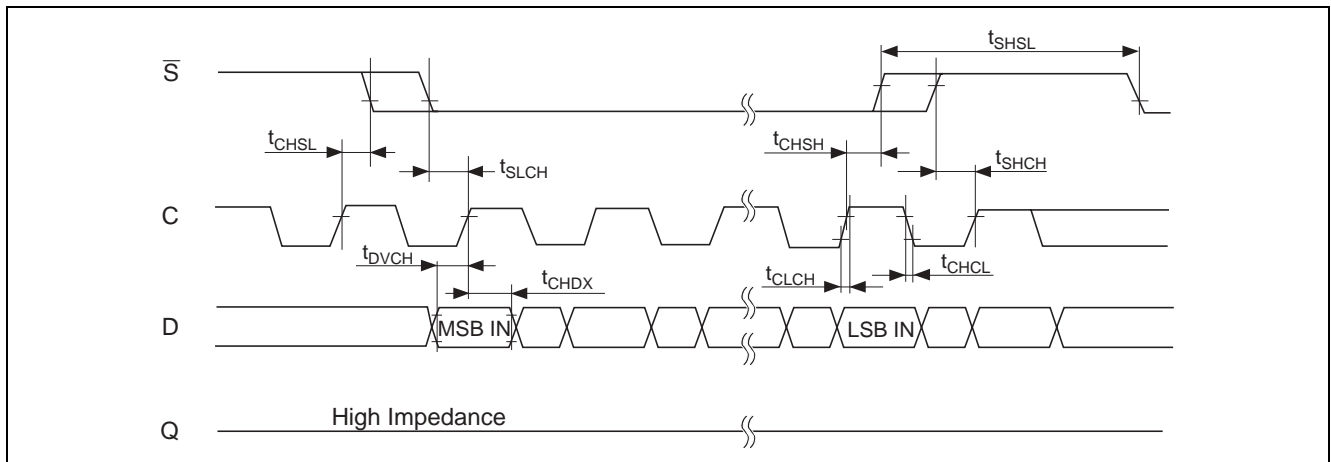 S̅
tSHSL
tCHSL
tSLCH
tCHSH
tSHCH
C
tDVCH
tCHDX
tCLCH
tCHCL
D
MSB IN
LSB IN
High Impedance
Q